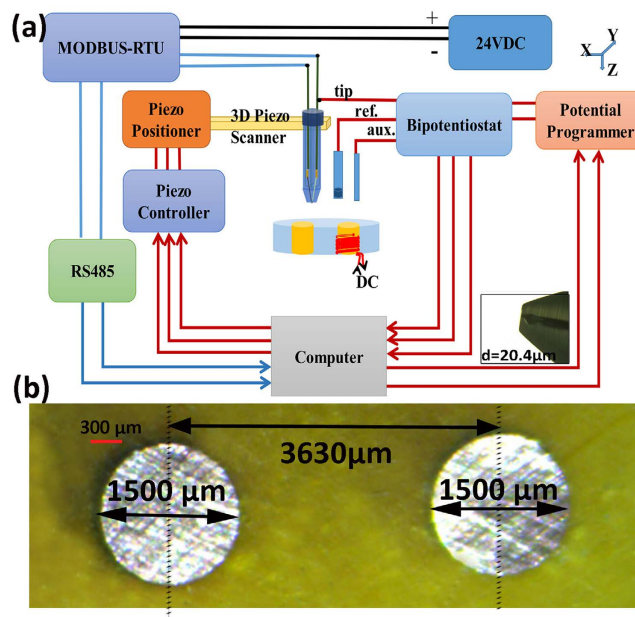 (a)
MODBUS-RTU
+
-
24VDC
X
Y
Z
Piezo
Positioner
3D Piezo
Scanner
tip
ref.
aux.
Bipotentiostat
Potential
Programmer
Piezo
Controller
RS485
DC
Computer
d=20.4μm
(b)
300 μm
3630μm
1500 μm
1500 μm